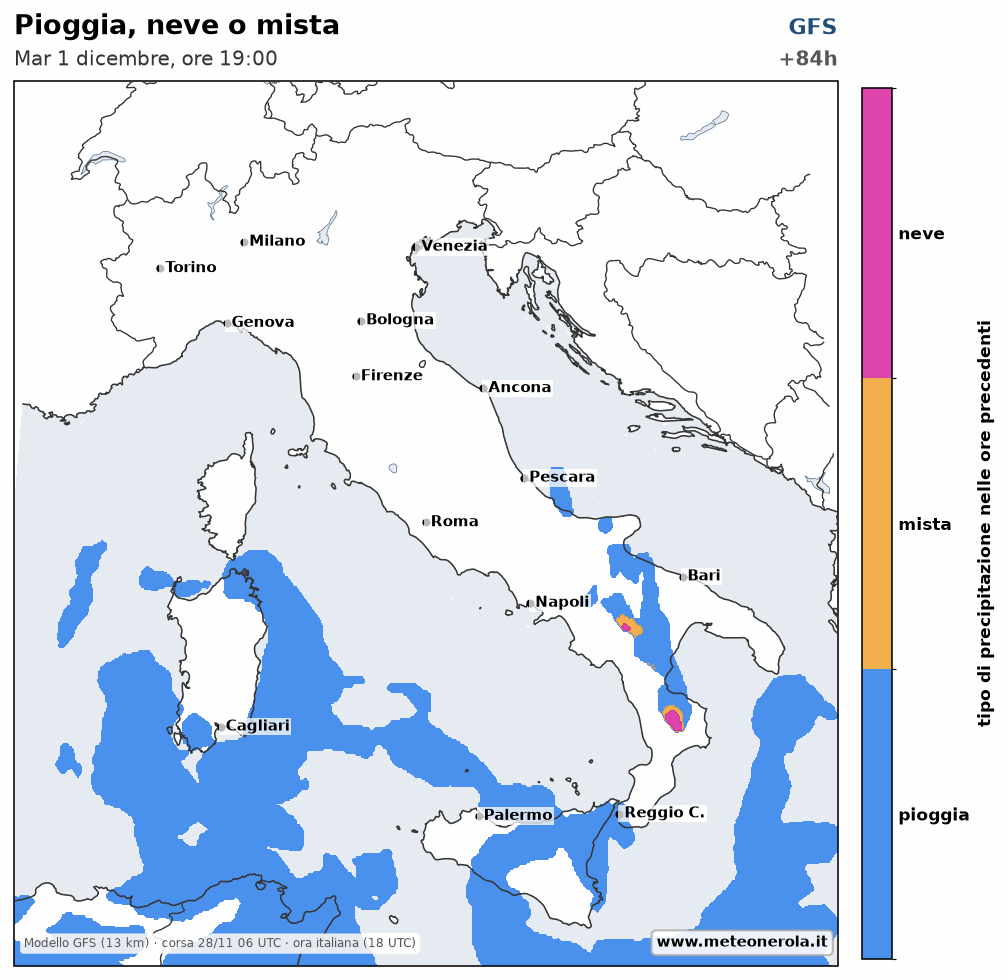 Pioggia, neve o mista
GFS
Mar 1 dicembre, ore 19:00
+84h
neve
Milano
Venezia
Torino
Genova
Bologna
Firenze
Ancona
Pescara
Roma
mista
Bari
Napoli
Cagliari
Palermo
Reggio C.
pioggia
tipo di precipitazione nelle ore precedenti
Modello GFS (13 km) · corsa 28/11 06 UTC · ora italiana (18 UTC)
www.meteonerola.it